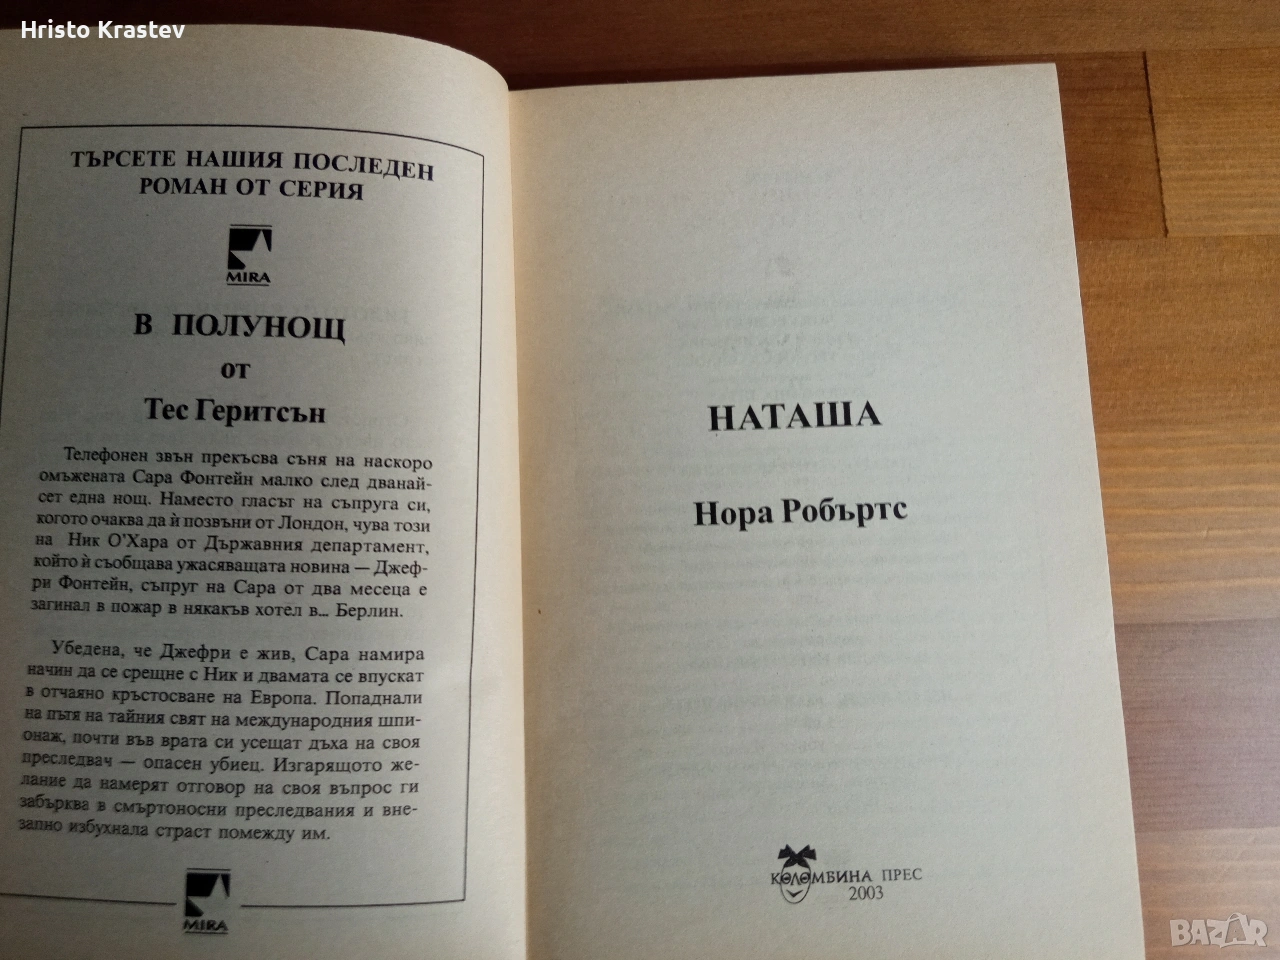 Hristo Krastev
ТЪРСЕТЕ НАШИЯ ПОСЛЕДЕН
РОМАН ОТ СЕРИЯ
MIRA
В ПОЛУНОЩ
от
Тес Геритсън
Телефонен звън прекъсва съня на наскоро
омъжената Сара Фонтейн малко след дванай-
сет една нощ. Наместо гласът на съпруга си,
когото очаква да ѝ позвъни от Лондон, чува този
на Ник О'Хара от Държавния департамент,
който ѝ съобщава ужасяващата новина — Джеф-
ри Фонтейн, съпруг на Сара от два месеца е
загинал в пожар в някакъв хотел в... Берлин.
Убедена, че Джефри е жив, Сара намира
начин да се срещне с Ник и двамата се впускат
в отчаяно кръстосване на Европа. Попаднали
на пътя на тайния свят на международния шпи-
онаж, почти във врата си усещат дъха на своя
преследвач — опасен убиец. Изгарящото же-
лание да намерят отговор на своя въпрос ги
забърква в смъртоносни преследвания и вне-
запно избухнала страст помежду им.
MIRA
НАТАША
Нора Робъртс
КОЛОМБИНА ПРЕС
2003
BAZAR